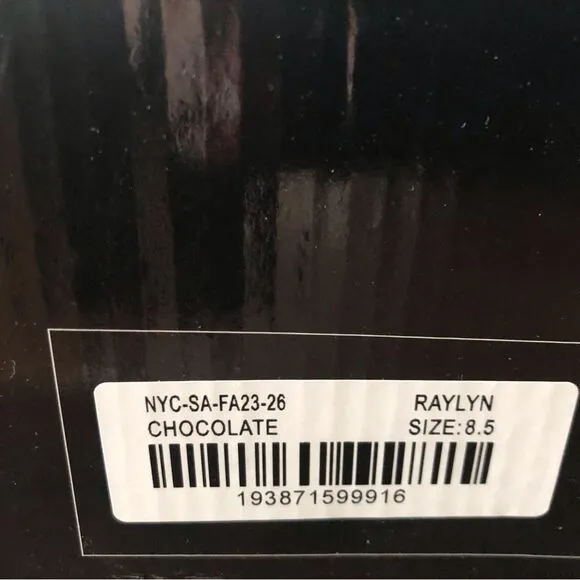 NYC-SA-FA23-26 RAYLYN
CHOCOLATE SIZE:8.5
193871599916